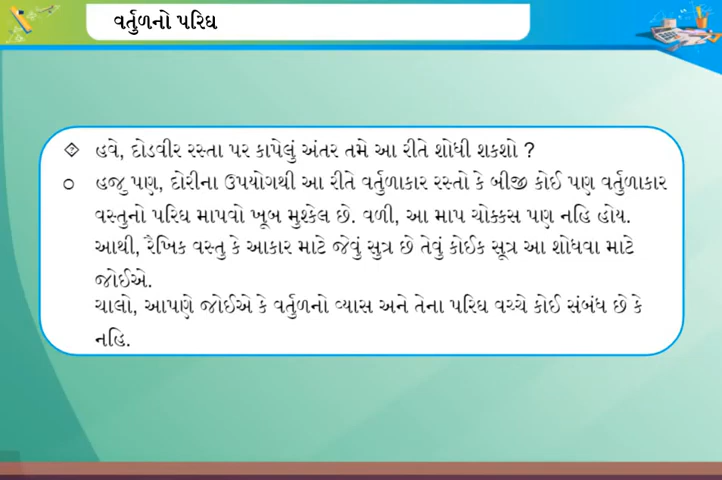 વર્તુળનો પરિઘ
હવે, દોડવીર રસ્તા પર કાપેલું અંતર તમે આ રીતે શોધી શકશો ?
હજુ પણ, દોરીના ઉપયોગથી આ રીતે વર્તુળાકાર રસ્તો કે બીજી કોઈ પણ વર્તુળાકાર
વસ્તુનો પરિઘ માપવો ખૂબ મુશ્કેલ છે. વળી, આ માપ ચોક્કસ પણ નહિ હોય.
આથી, રૈખિક વસ્તુ કે આકાર માટે જેવું સુત્ર છે તેવું કોઈક સૂત્ર આ શોધવા માટે
જોઈએ.
ચાલો, આપણે જોઈએ કે વર્તુળનો વ્યાસ અને તેના પરિઘ વચ્ચે કોઈ સંબંધ છે કે
નહિ.